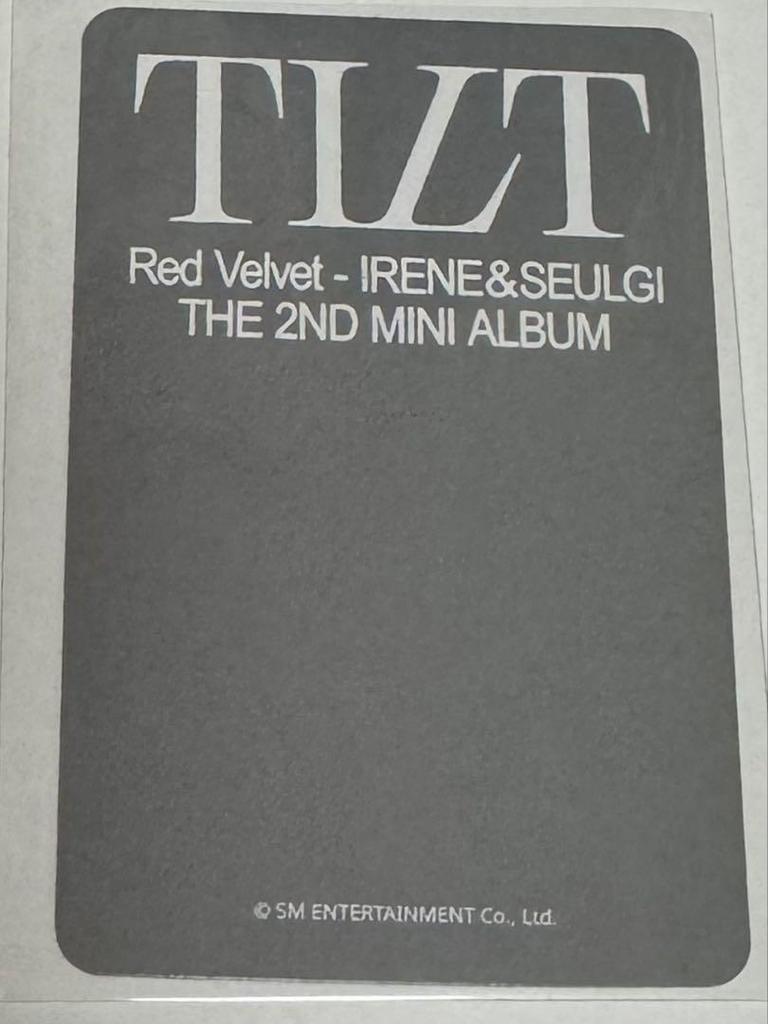 TILT
Red Velvet - IRENE&SEULGI
THE 2ND MINI ALBUM
© SM ENTERTAINMENT Co., Ltd.